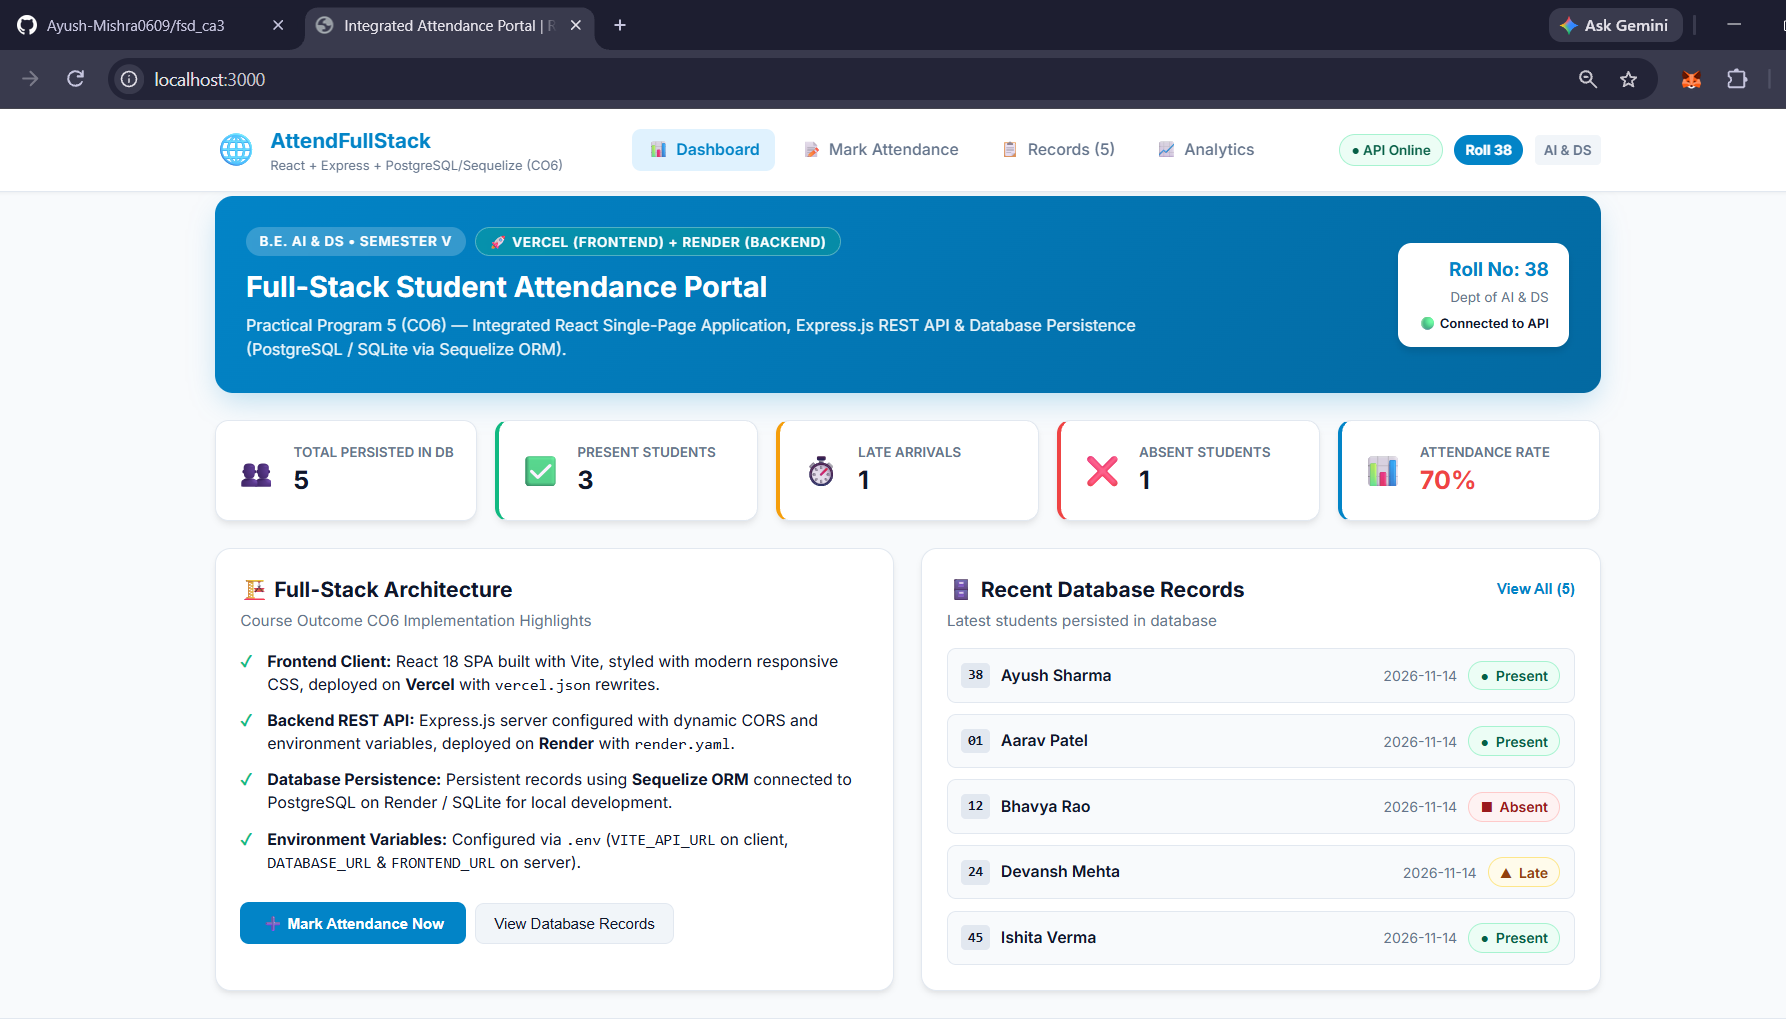 Ayush-Mishra0609/fsd_ca3
Integrated Attendance Portal |
Ask Gemini
localhost:3000
AttendFullStack
React + Express + PostgreSQL/Sequelize (CO6)
Dashboard
Mark Attendance
Records (5)
Analytics
● API Online
Roll 38
AI & DS
B.E. AI & DS • SEMESTER V
🚀 VERCEL (FRONTEND) + RENDER (BACKEND)
Full-Stack Student Attendance Portal
Practical Program 5 (CO6) — Integrated React Single-Page Application, Express.js REST API & Database Persistence
(PostgreSQL / SQLite via Sequelize ORM).
Roll No: 38
Dept of AI & DS
Connected to API
TOTAL PERSISTED IN DB
5
PRESENT STUDENTS
3
LATE ARRIVALS
1
ABSENT STUDENTS
1
ATTENDANCE RATE
70%
Full-Stack Architecture
Course Outcome CO6 Implementation Highlights
✓ Frontend Client: React 18 SPA built with Vite, styled with modern responsive
CSS, deployed on Vercel with vercel.json rewrites.
✓ Backend REST API: Express.js server configured with dynamic CORS and
environment variables, deployed on Render with render.yaml.
✓ Database Persistence: Persistent records using Sequelize ORM connected to
PostgreSQL on Render / SQLite for local development.
✓ Environment Variables: Configured via .env (VITE_API_URL on client,
DATABASE_URL & FRONTEND_URL on server).
Mark Attendance Now
View Database Records
Recent Database Records
View All (5)
Latest students persisted in database
38 Ayush Sharma 2026-11-14 ● Present
01 Aarav Patel 2026-11-14 ● Present
12 Bhavya Rao 2026-11-14 ■ Absent
24 Devansh Mehta 2026-11-14 ▲ Late
45 Ishita Verma 2026-11-14 ● Present